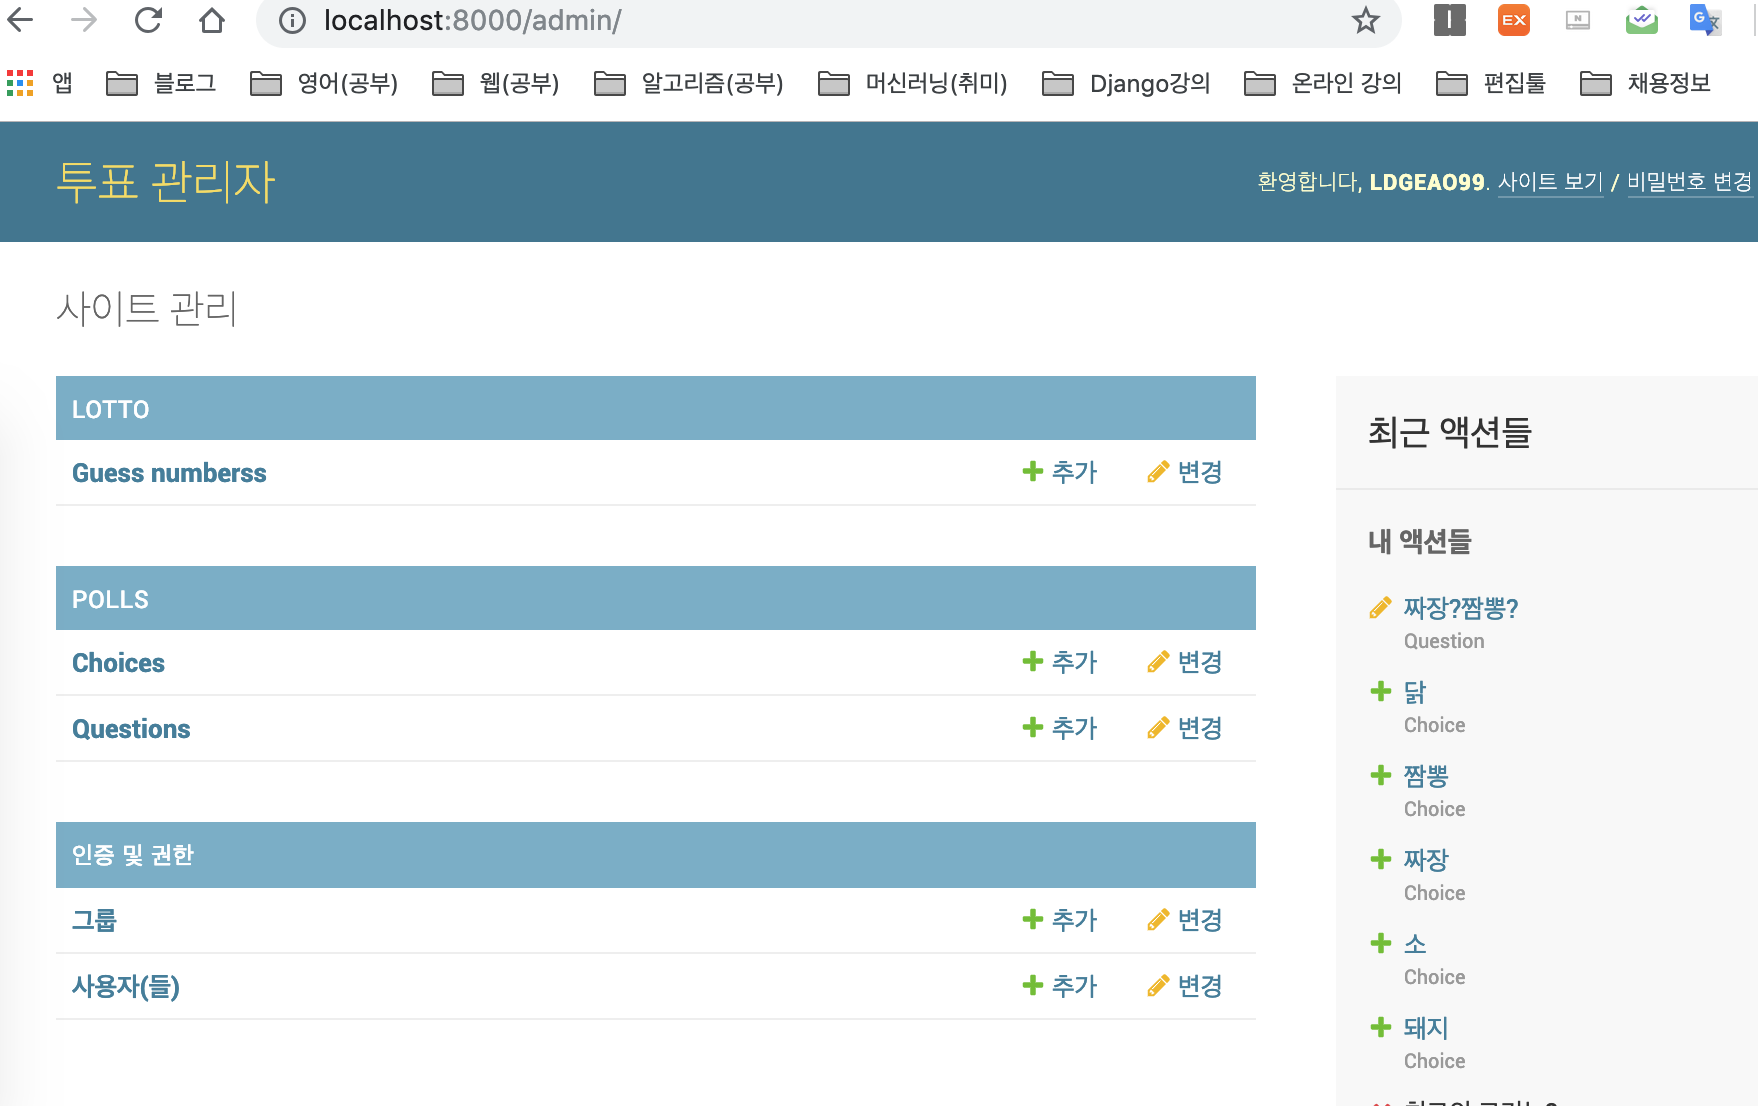 localhost:8000/admin/
EX
N
G 文
앱 블로그 영어(공부) 웹(공부) 알고리즘(공부) 머신러닝(취미) Django강의 온라인 강의 편집툴 채용정보
투표 관리자
환영합니다, LDGEAO99. 사이트 보기 / 비밀번호 변경
사이트 관리
LOTTO
Guess numberss 추가 변경
POLLS
Choices 추가 변경
Questions 추가 변경
인증 및 권한
그룹 추가 변경
사용자(들) 추가 변경
최근 액션들
내 액션들
짜장?짬뽕?
Question
닭
Choice
짬뽕
Choice
짜장
Choice
소
Choice
돼지
Choice